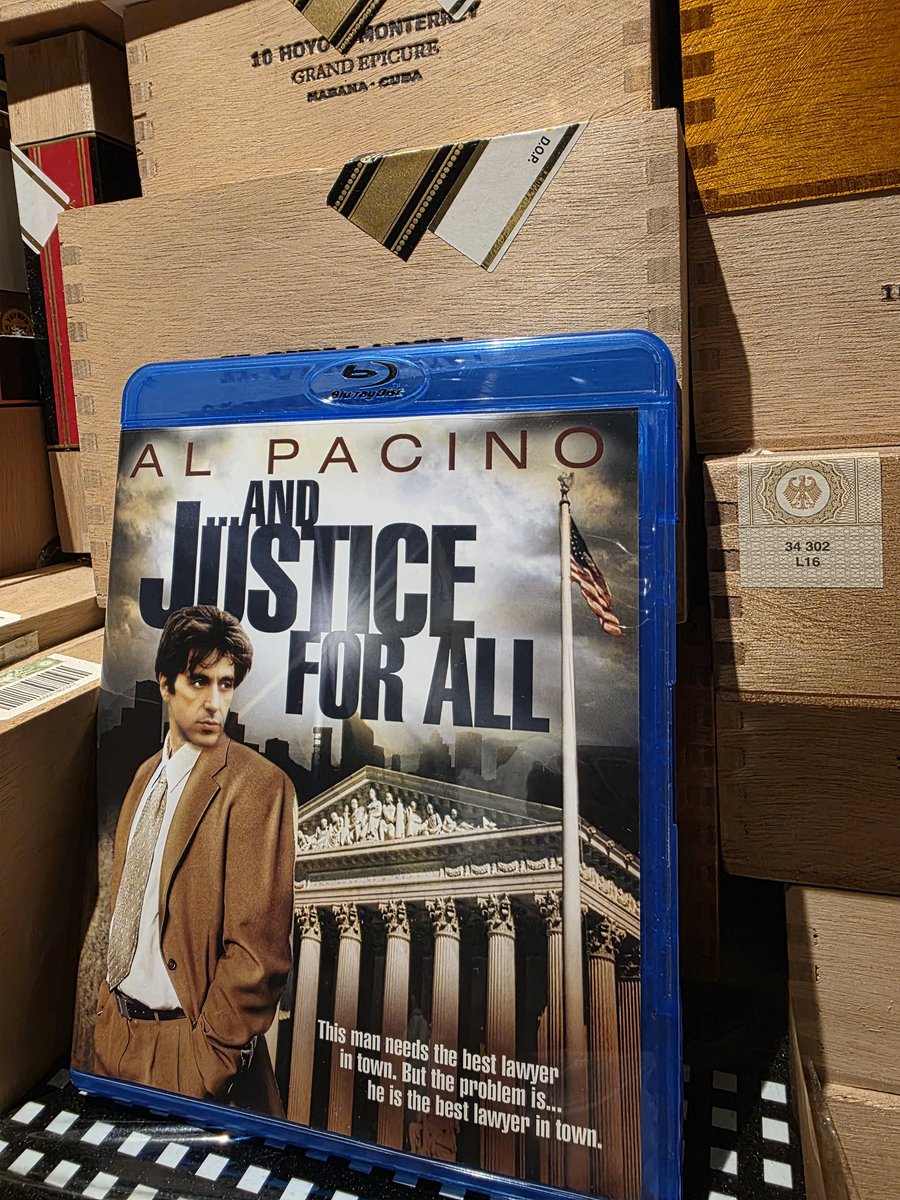 10 HOYO MONTERREY
GRAND EPICURE
HABANA · CUBA
D.O.P.
Blu-ray Disc
AL PACINO
...AND
JUSTICE
FOR ALL
34 302
L16
This man needs the best lawyer
in town. But the problem is...
he is the best lawyer in town.